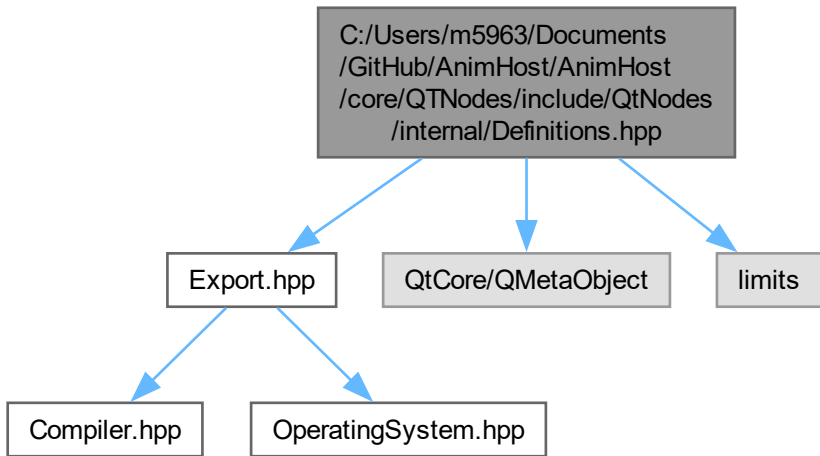 C:/Users/m5963/Documents
/GitHub/AnimHost/AnimHost
/core/QTNodes/include/QtNodes
/internal/Definitions.hpp
Export.hpp
QtCore/QMetaObject
limits
Compiler.hpp
OperatingSystem.hpp